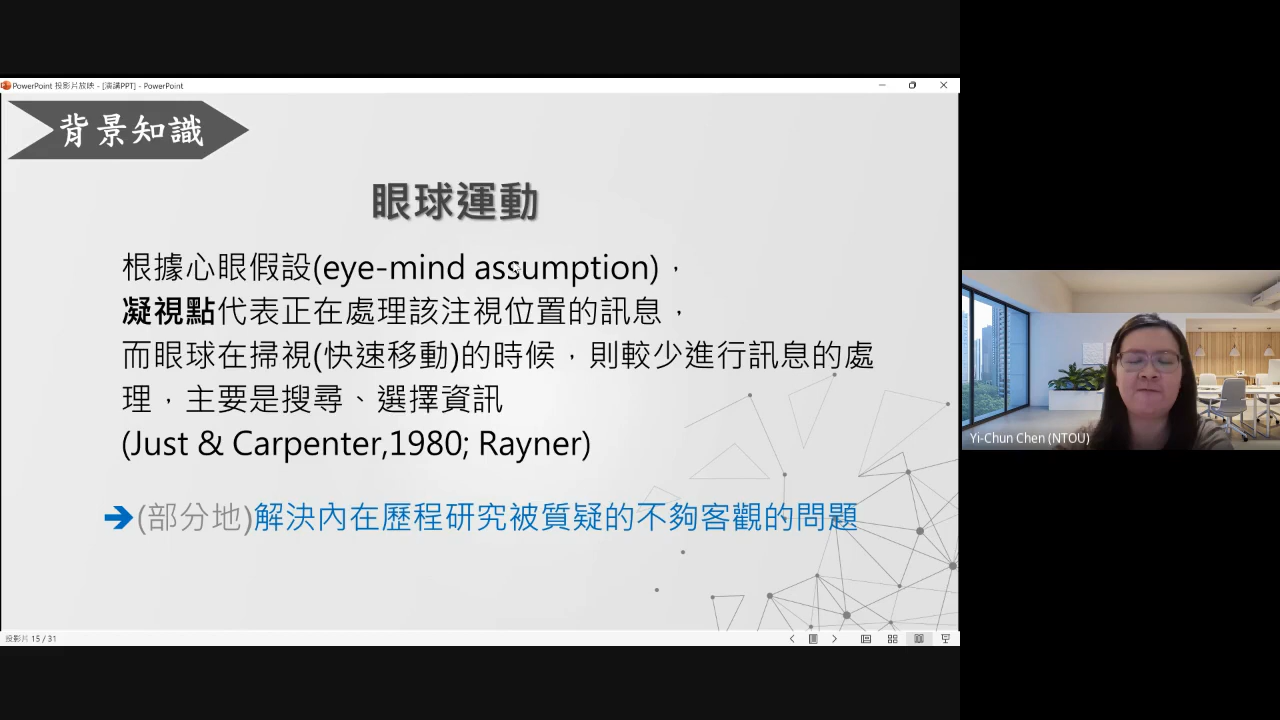 PowerPoint 投影片放映 - [演講PPT] - PowerPoint
背景知識
眼球運動
根據心眼假設(eye-mind assumption)，
凝視點代表正在處理該注視位置的訊息，
而眼球在掃視(快速移動)的時候，則較少進行訊息的處
理，主要是搜尋、選擇資訊
(Just & Carpenter,1980; Rayner)
➔(部分地)解決內在歷程研究被質疑的不夠客觀的問題
投影片 15 / 31
Yi-Chun Chen (NTOU)